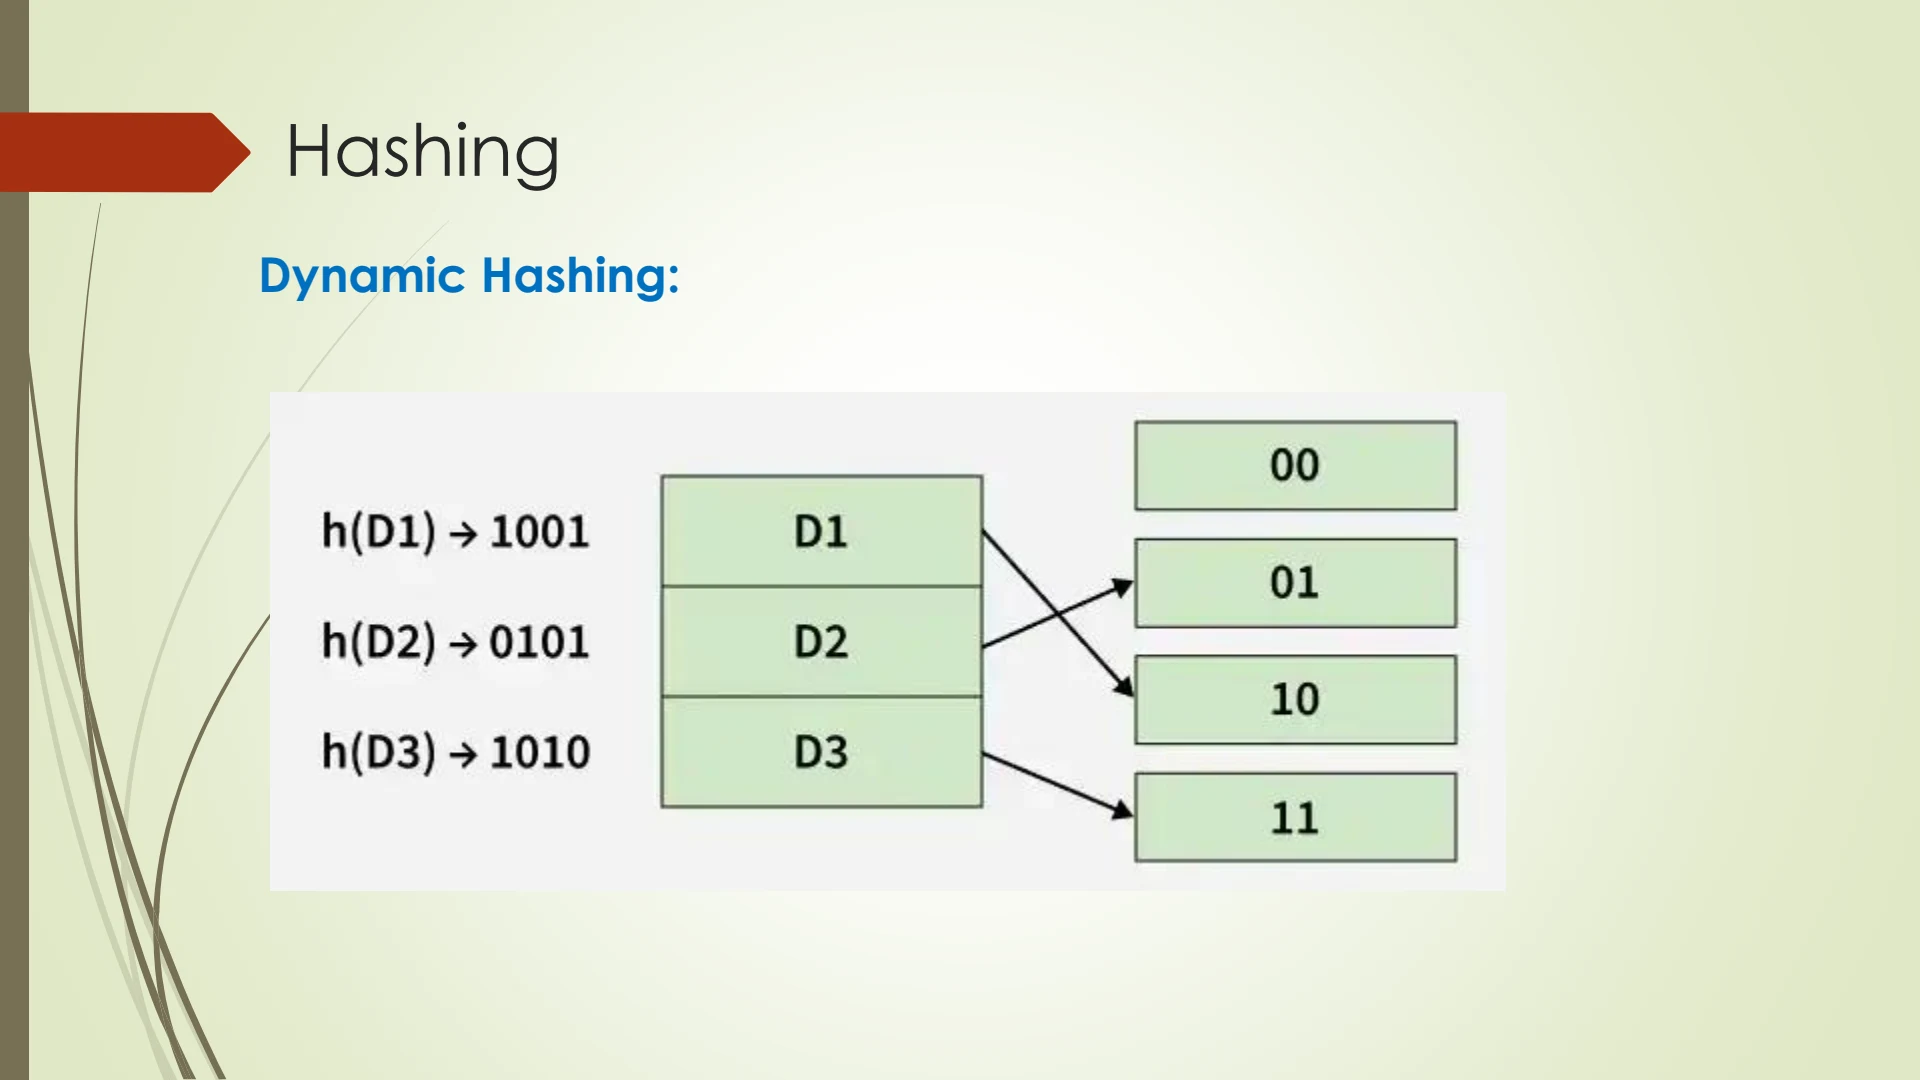 Hashing
Dynamic Hashing:
h(D1) → 1001
h(D2) → 0101
h(D3) → 1010
D1
D2
D3
00
01
10
11